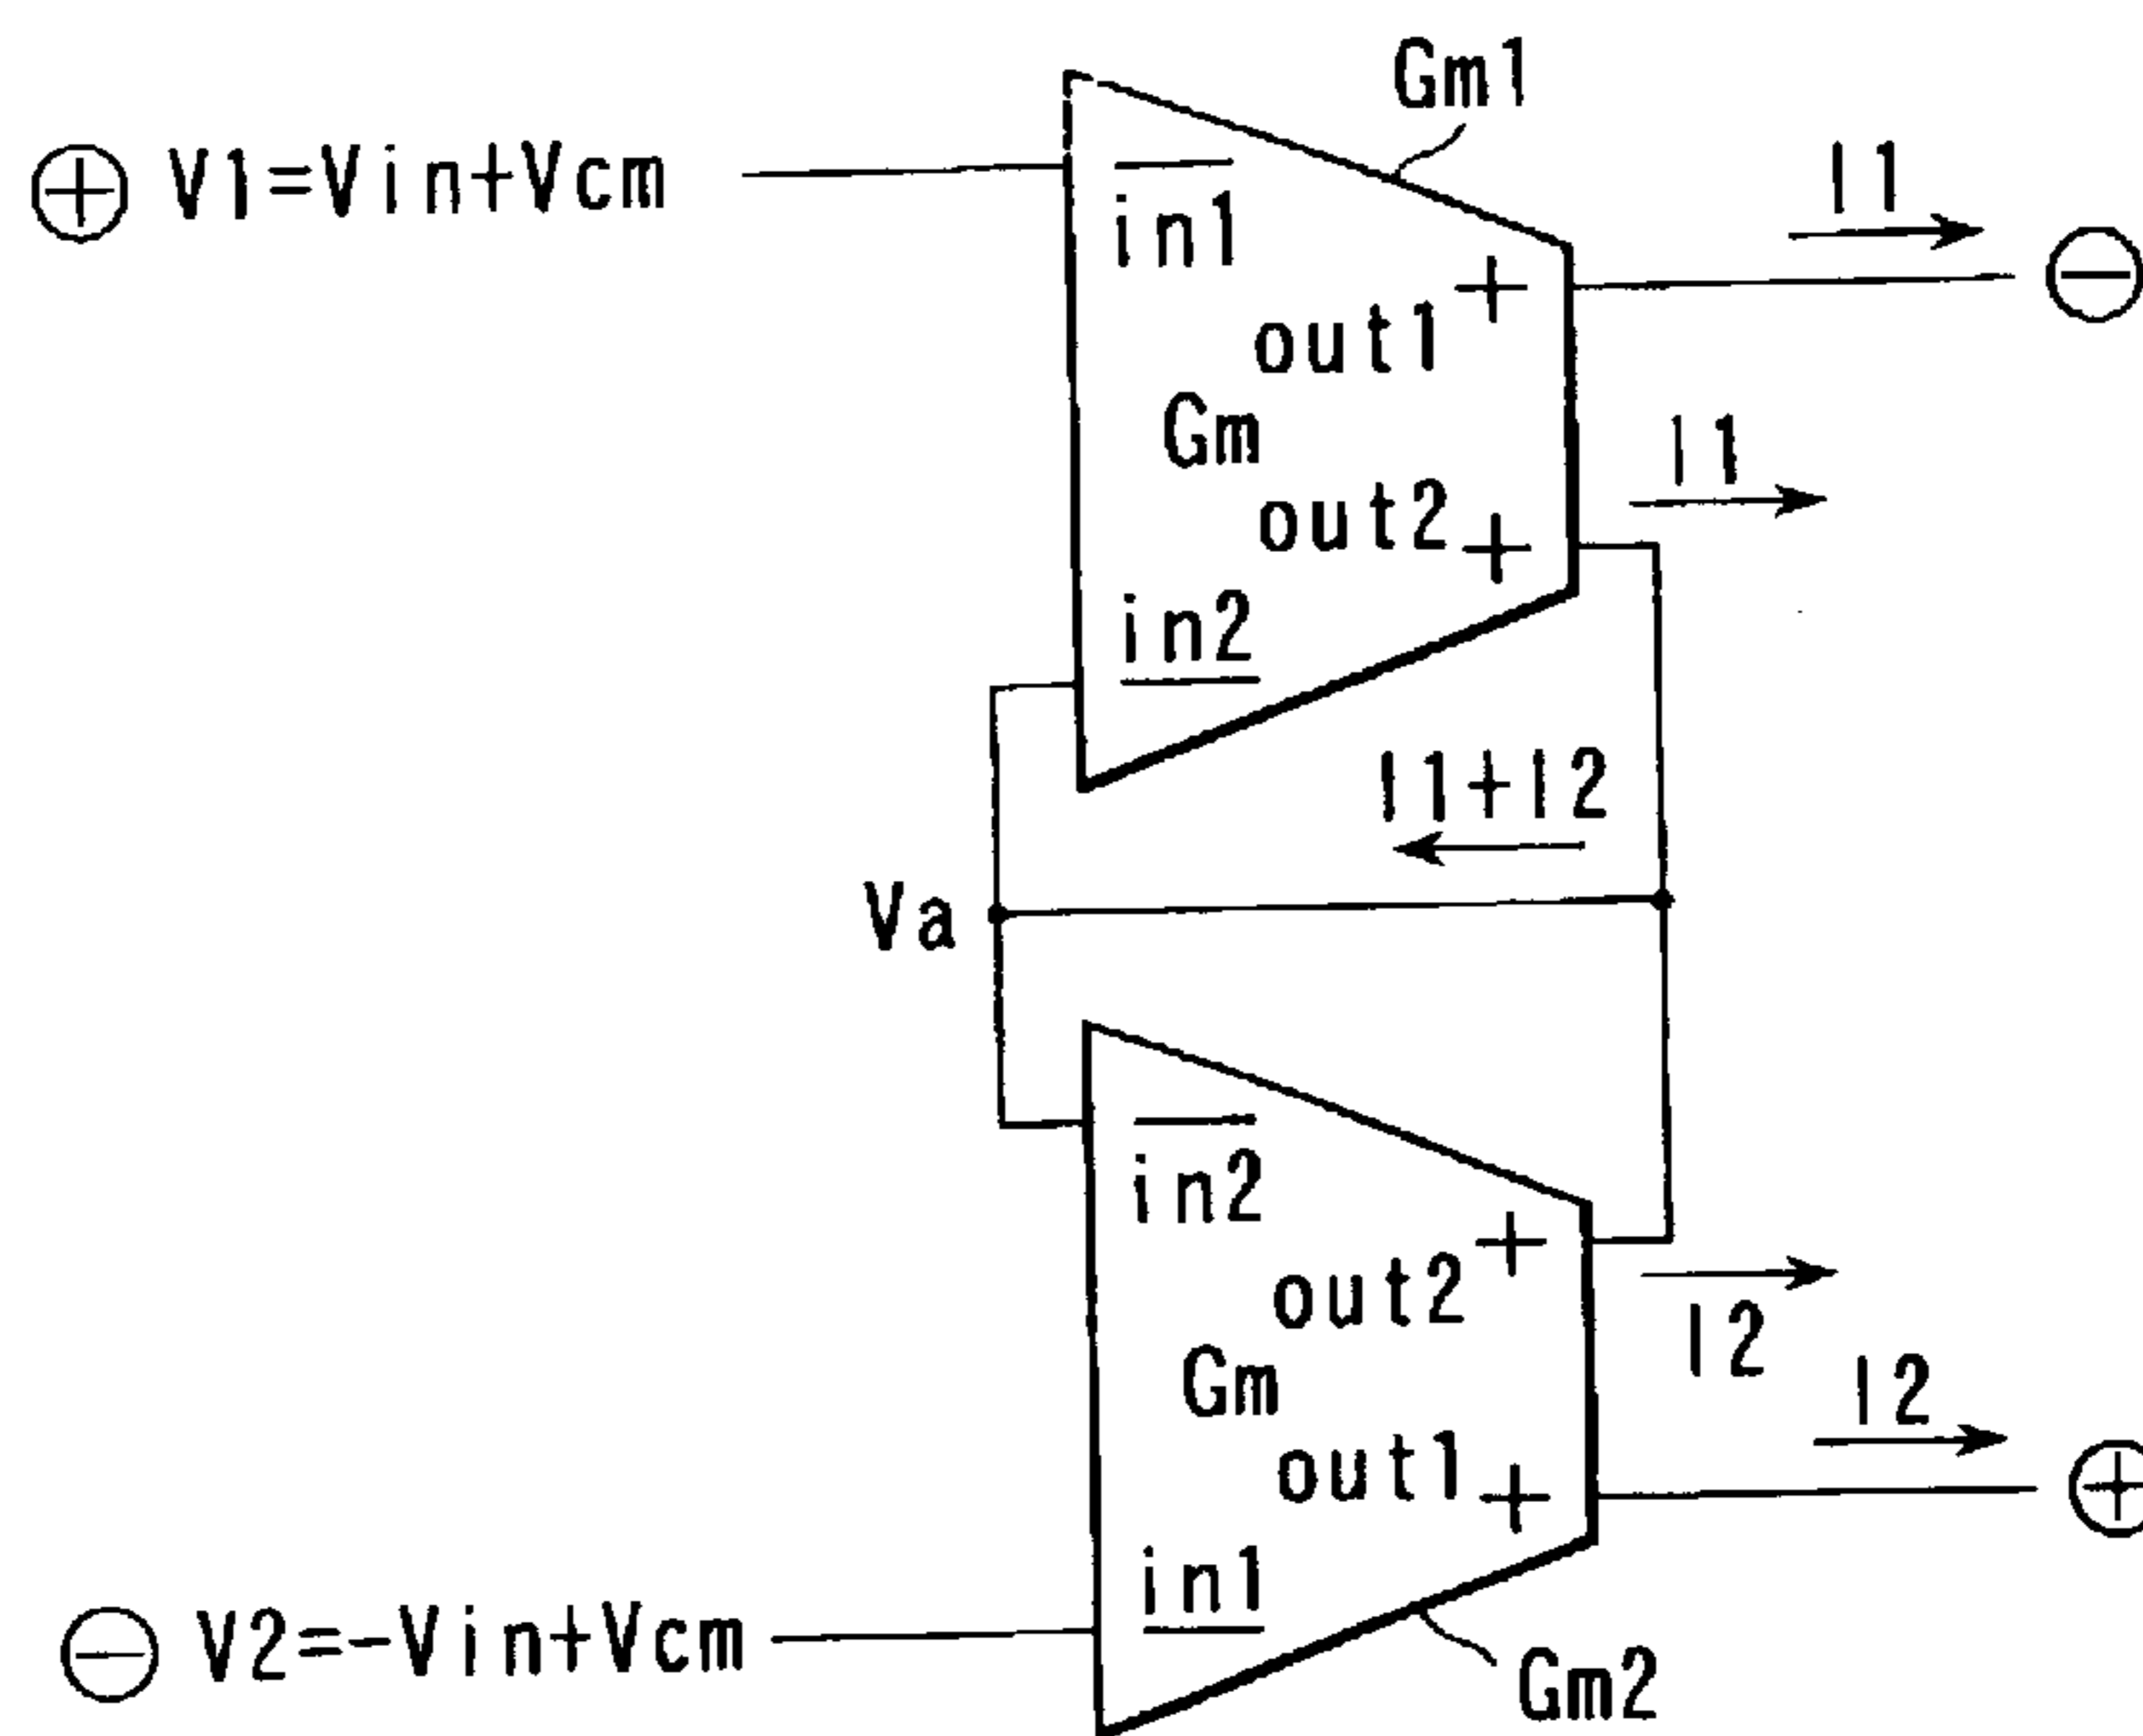 Gm1
⊕ V1=Vin+Vcm
in1
I1
+
⊖
out1
Gm
I1
out2 +
in2
I1+I2
Va
in2
+
out2
I2
Gm
I2
out1 +
⊕
in1
⊖ V2=-Vin+Vcm
Gm2